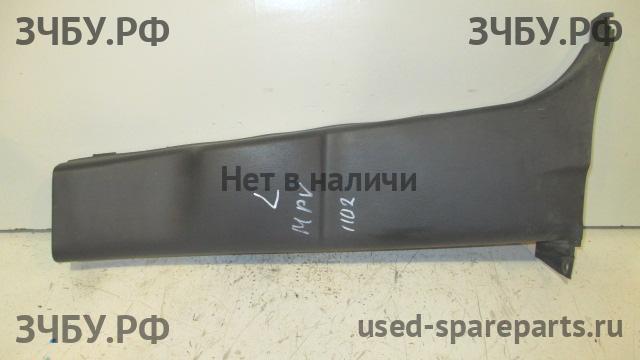 ЗЧБУ.РФ
ЗЧБУ.РФ
Нет в наличи
L
MPV
1102
ЗЧБУ.РФ
used-spareparts.ru